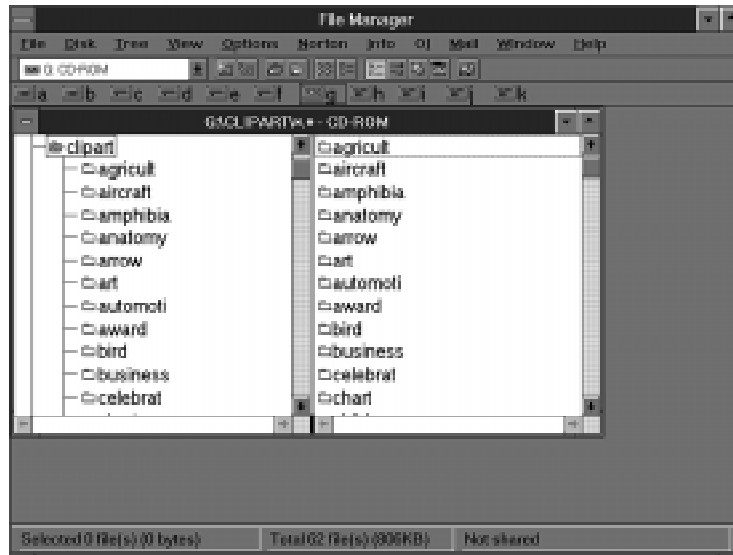 File Manager
File Disk Tree View Options Norton Info Mail Window Help
G: CD-ROM
a b c d e f g h i j k
G:\CLIPART\*.* - CD-ROM
clipart
agricult
aircraft
amphibia
anatomy
arrow
art
automoti
award
bird
business
celebrat
agricult
aircraft
amphibia
anatomy
arrow
art
automoti
award
bird
business
celebrat
chart
Selected 0 file(s) (0 bytes)
Total 62 file(s) (806KB)
Not shared